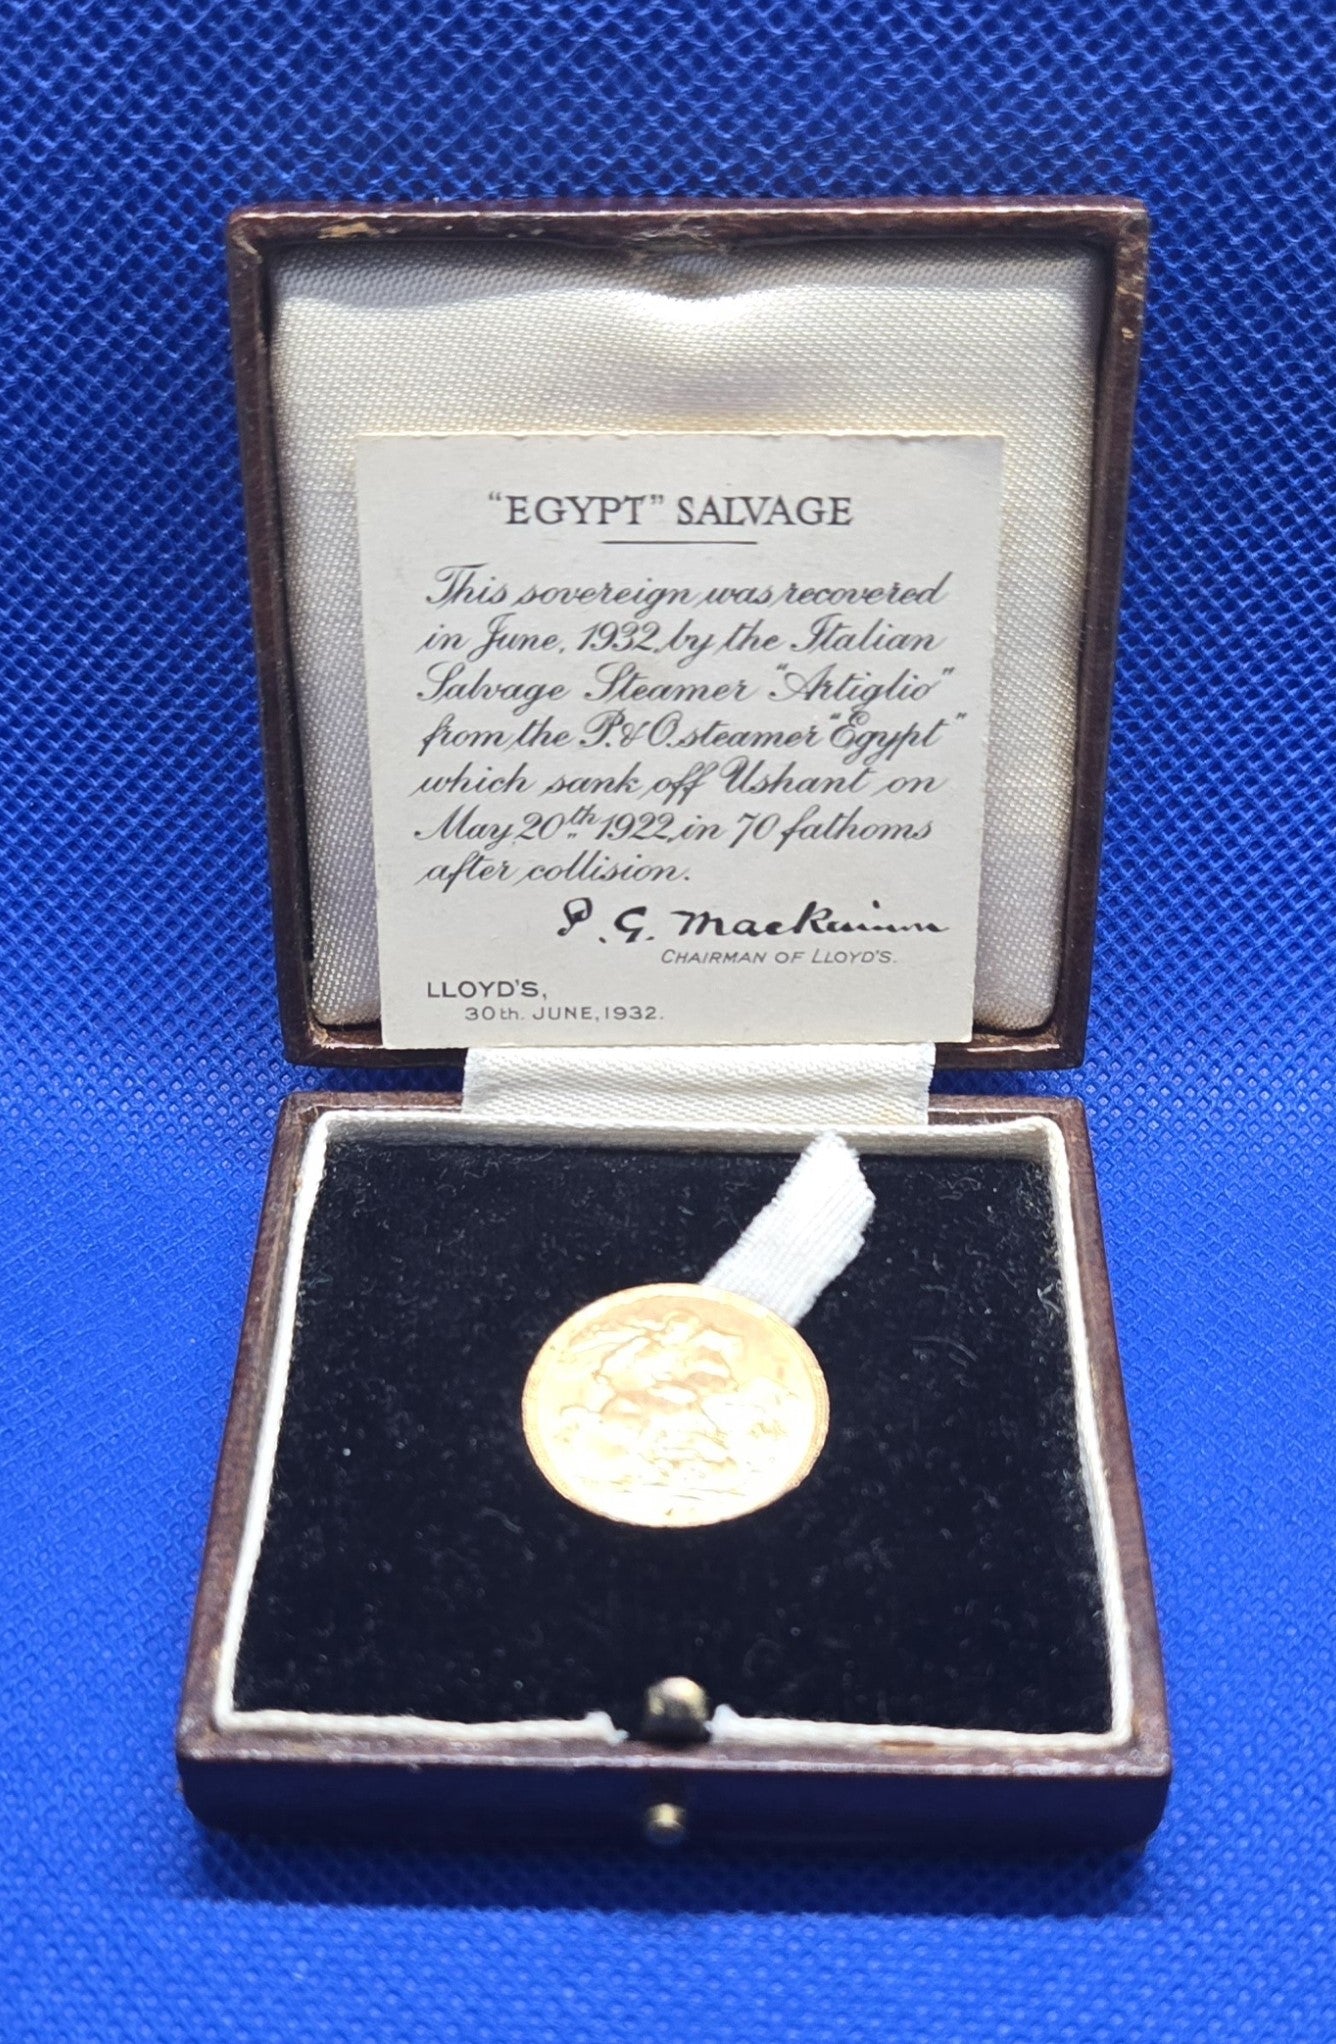 "EGYPT" SALVAGE
This sovereign was recovered
in June, 1932, by the Italian
Salvage Steamer "Artiglio"
from the P. & O. steamer "Egypt"
which sank off Ushant on
May 20th 1922, in 70 fathoms
after collision.
P. G. Mackinnon
CHAIRMAN OF LLOYD'S.
LLOYD'S,
30th. JUNE, 1932.